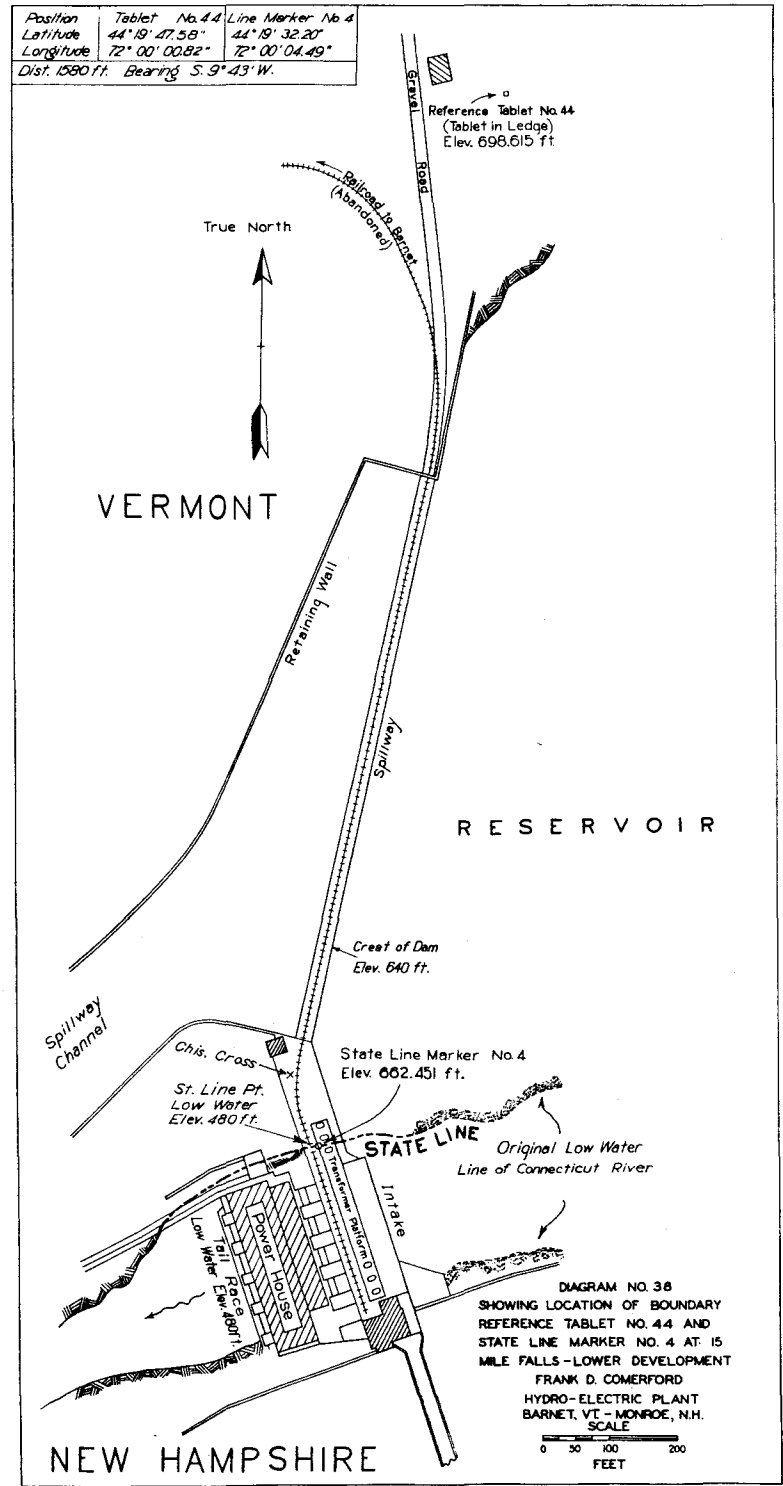 Position Tablet No. 44 Line Marker No 4
Latitude 44° 19' 47.58" 44° 19' 32.20"
Longitude 72° 00' 00.82" 72° 00' 04.49"
Dist. 1580 ft. Bearing S. 9° 43' W.
Gravel Road
Reference Tablet No. 44
(Tablet in Ledge)
Elev. 698.615 ft
Railroad to Barnet
(Abandoned)
True North
VERMONT
Retaining Wall
Spillway
RESERVOIR
Crest of Dam
Elev. 640 ft.
Spillway
Channel
Chis. Cross
State Line Marker No. 4
Elev. 662.451 ft.
St. Line Pt.
Low Water
Elev. 480 ft.
STATE LINE
Original Low Water
Line of Connecticut River
Transformer Platform
Intake
Power House
Tail Race
Low Water Elev. 480ft.
DIAGRAM NO. 38
SHOWING LOCATION OF BOUNDARY
REFERENCE TABLET NO. 44 AND
STATE LINE MARKER NO. 4 AT 15
MILE FALLS - LOWER DEVELOPMENT
FRANK D. COMERFORD
HYDRO-ELECTRIC PLANT
BARNET, VT. - MONROE, N.H.
SCALE
0 50 100 200
FEET
NEW HAMPSHIRE